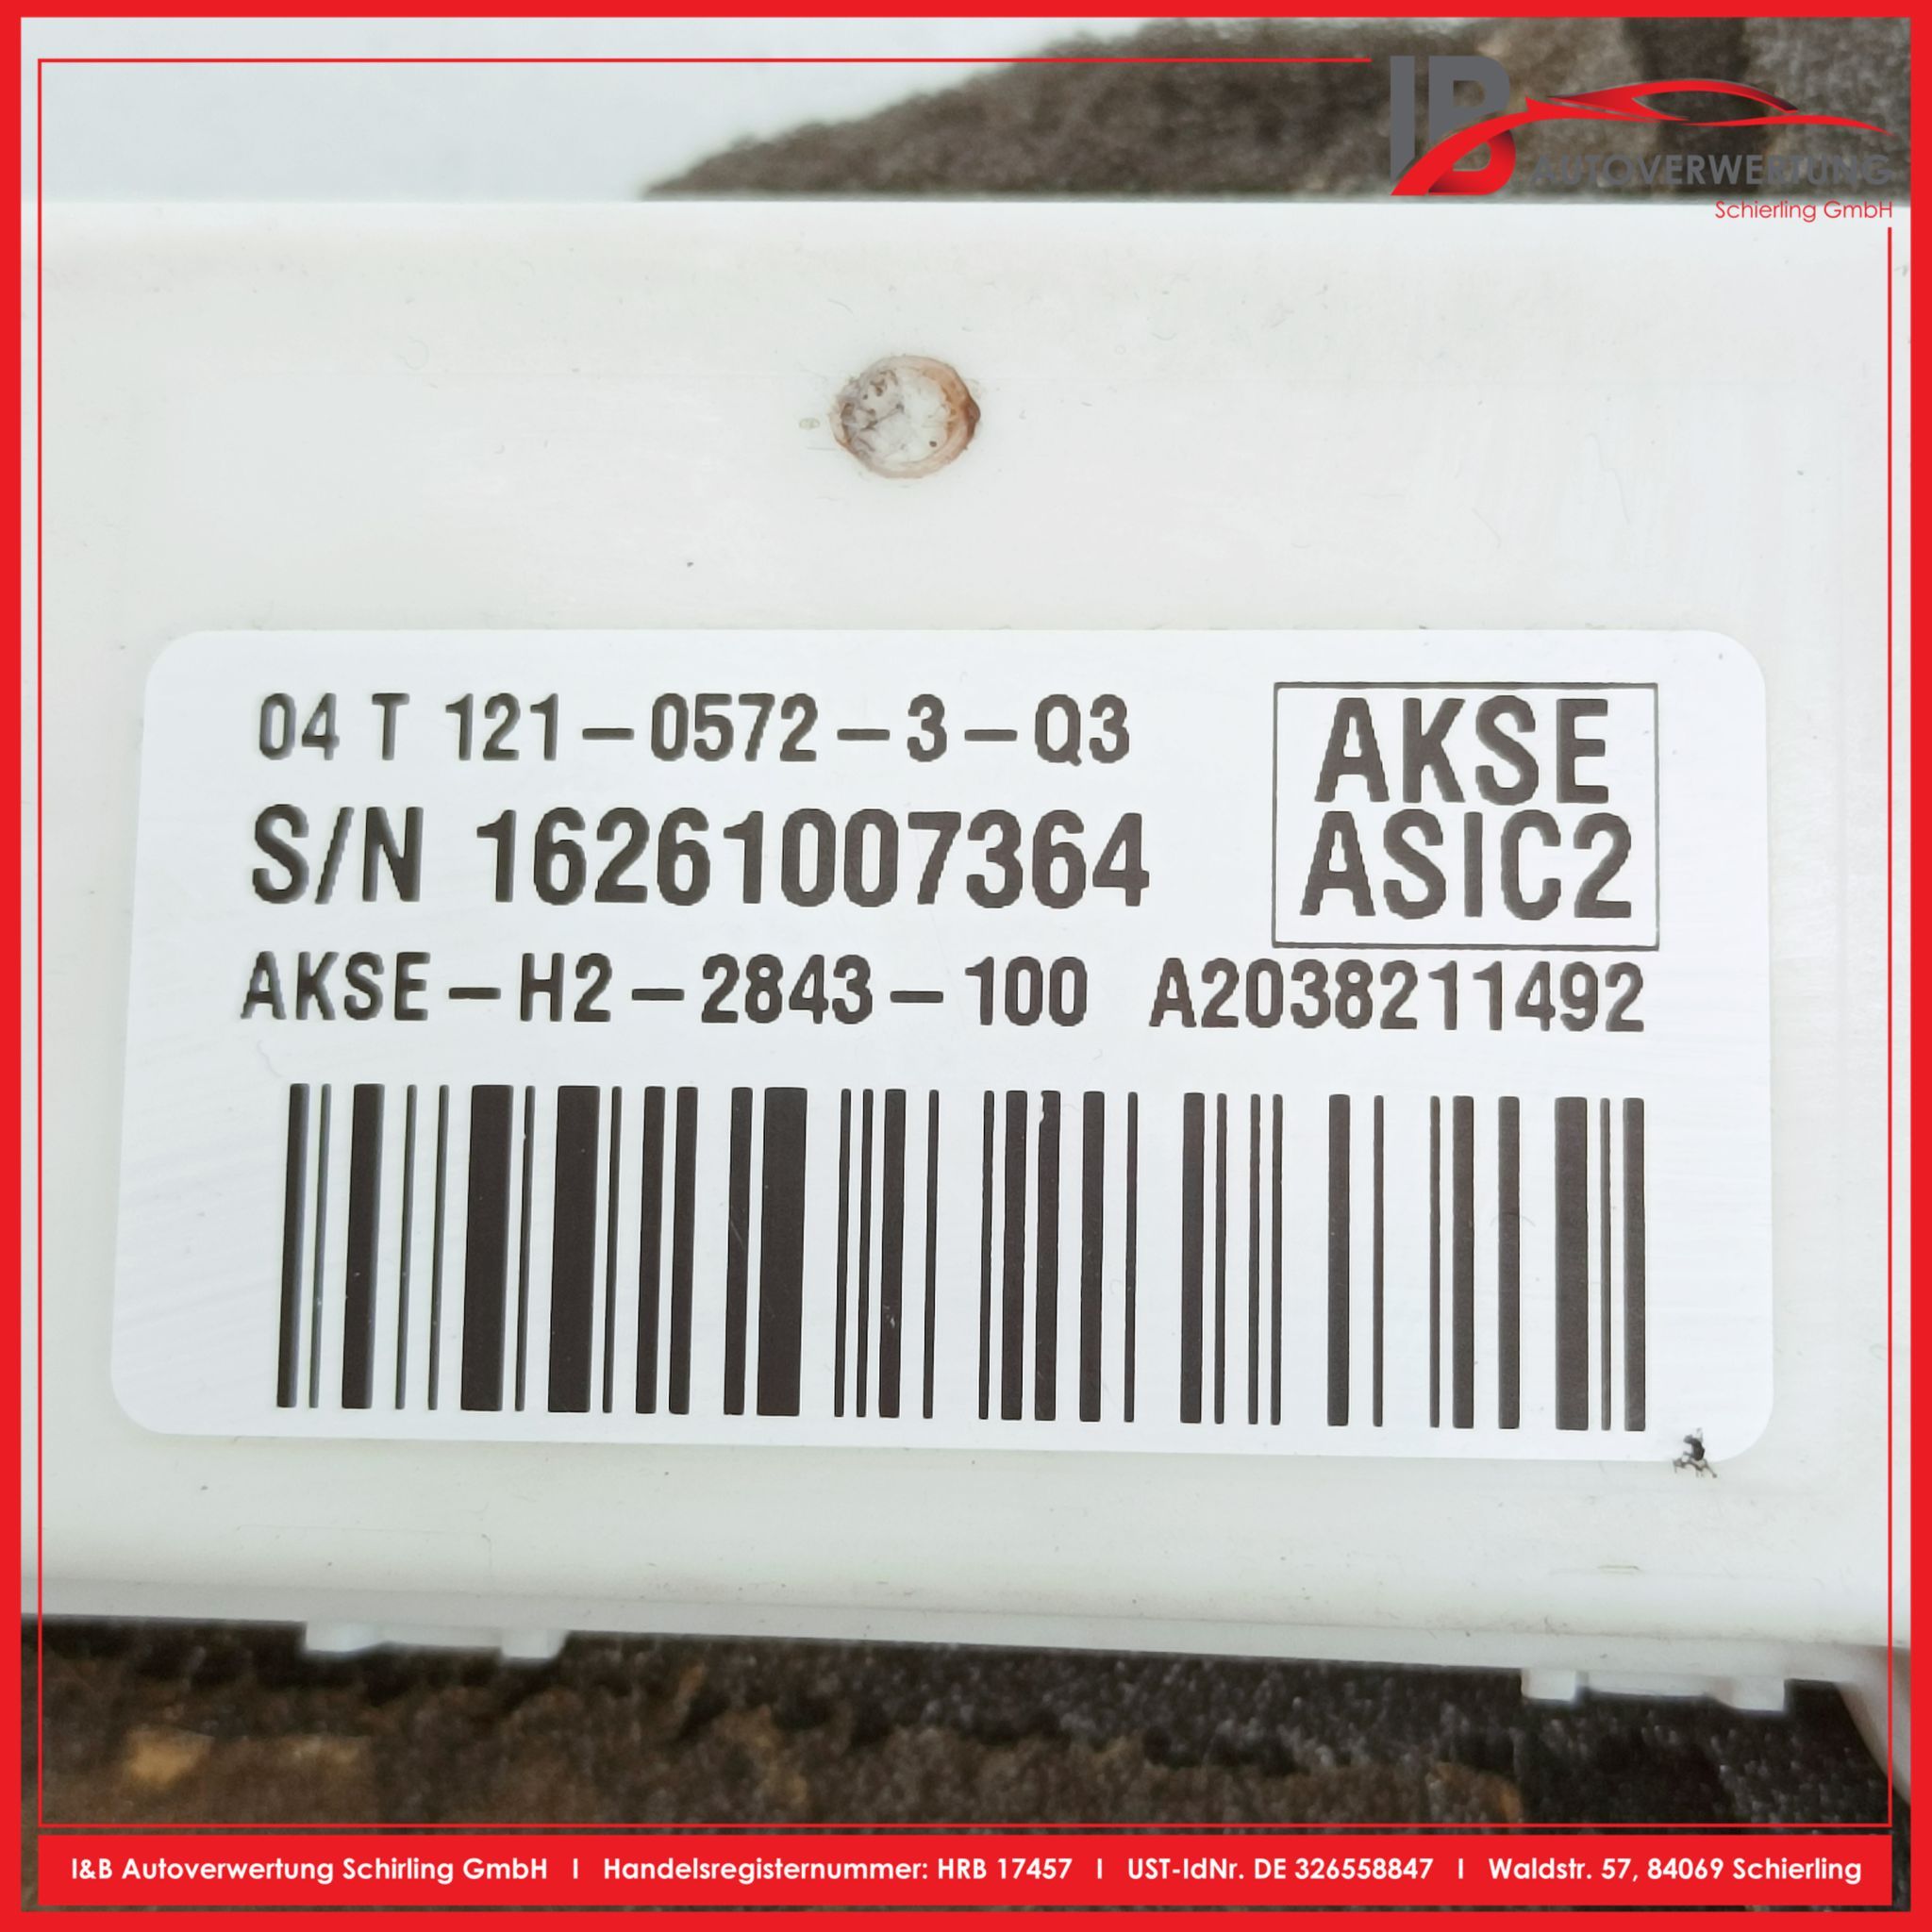 IB
AUTOVERWERTUNG
Schierling GmbH
04 T 121-0572-3-Q3
S/N 16261007364
AKSE
ASIC2
AKSE-H2-2843-100 A2038211492
I&B Autoverwertung Schirling GmbH I Handelsregisternummer: HRB 17457 I UST-IdNr. DE 326558847 I Waldstr. 57, 84069 Schierling